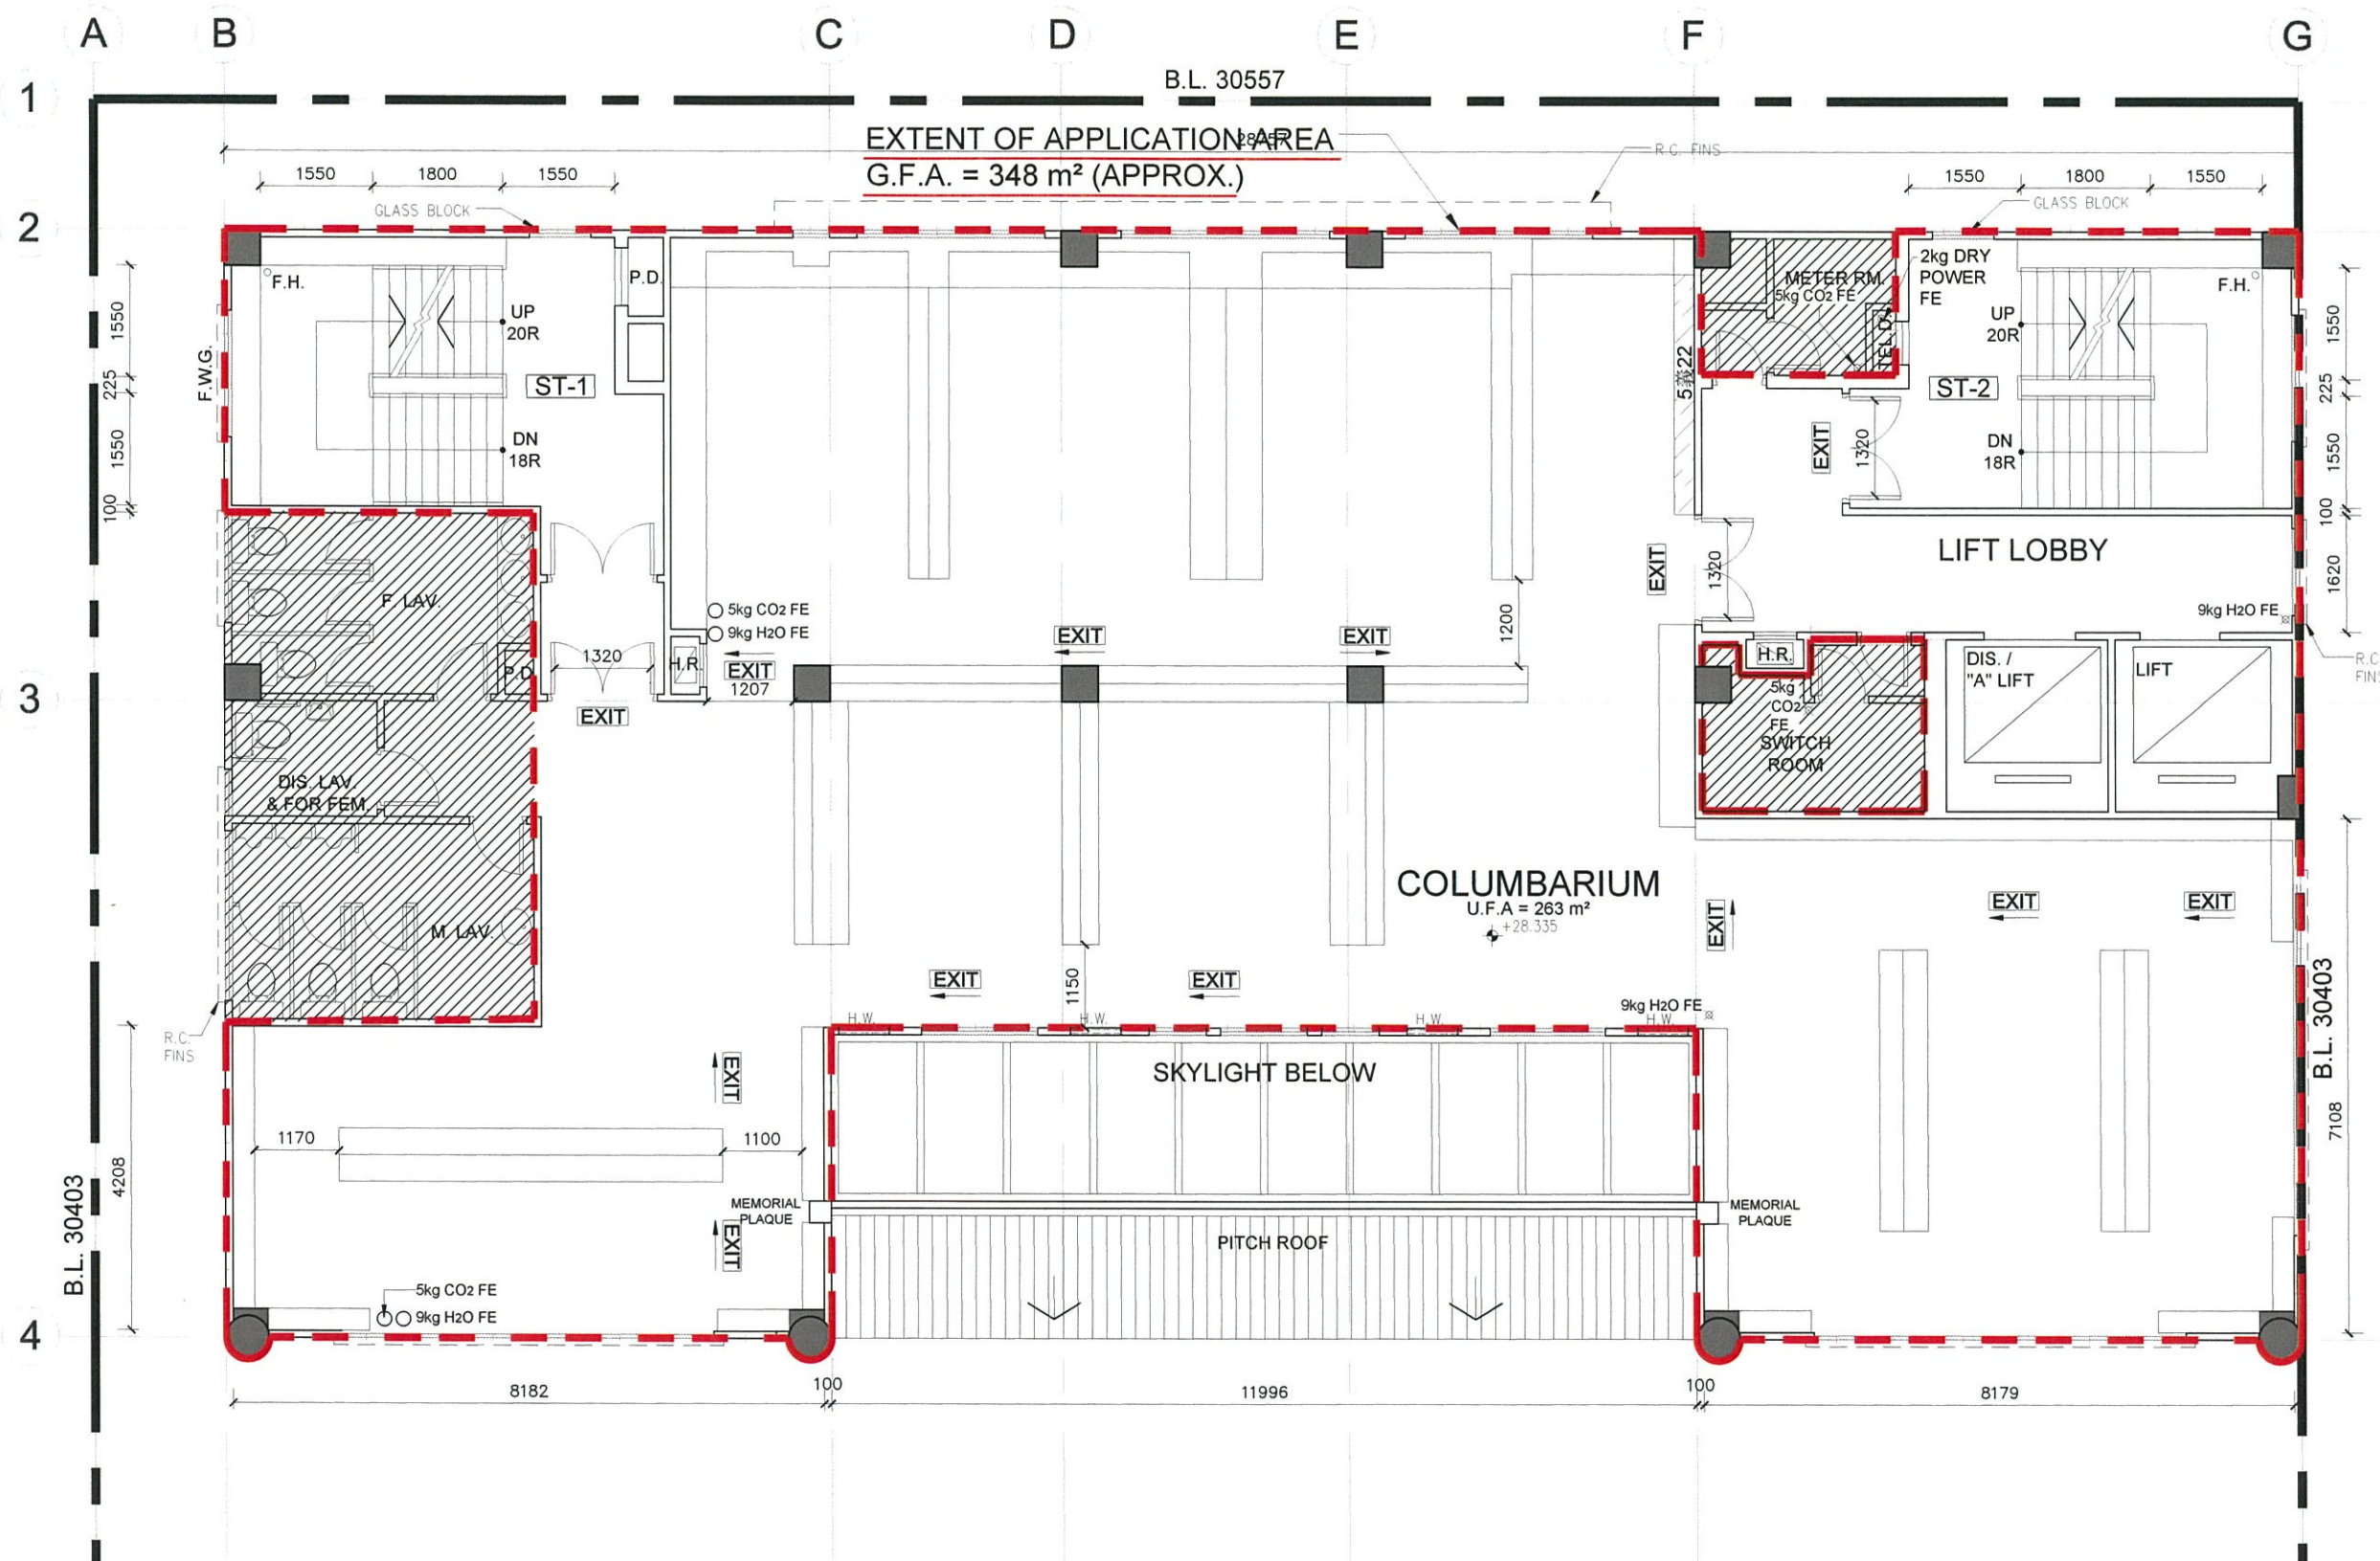 A B C D E F G
1
B.L. 30557
EXTENT OF APPLICATION AREA
G.F.A. = 348 m² (APPROX.)
R.C. FINS
1550 1800 1550
1550 1800 1550
GLASS BLOCK
GLASS BLOCK
2
F.H.
P.D.
UP
20R
ST-1
DN
18R
F.W.G.
1550
225
1550
100
METER RM.
5kg CO2 FE
TEL.D.
2kg DRY
POWER
FE
F.H.
UP
20R
ST-2
DN
18R
1550
225
1550
100
1620
EXIT
1320
LIFT LOBBY
EXIT
1320
9kg H2O FE
R.C.
FINS
F. LAV.
P.D.
1320
EXIT
H.R.
5kg CO2 FE
9kg H2O FE
EXIT
1207
EXIT
EXIT
1200
3
H.R.
5kg
CO2
FE
SWITCH
ROOM
DIS. /
"A" LIFT
LIFT
DIS. LAV.
& FOR FEM.
M. LAV.
COLUMBARIUM
U.F.A = 263 m²
+28.335
EXIT
EXIT
EXIT
EXIT
EXIT
1150
9kg H2O FE
H.W. H.W. H.W. H.W.
R.C.
FINS
SKYLIGHT BELOW
EXIT
1170
1100
MEMORIAL
PLAQUE
MEMORIAL
PLAQUE
EXIT
PITCH ROOF
5kg CO2 FE
9kg H2O FE
4208
B.L. 30403
B.L. 30403
7108
4
8182 100 11996 100 8179